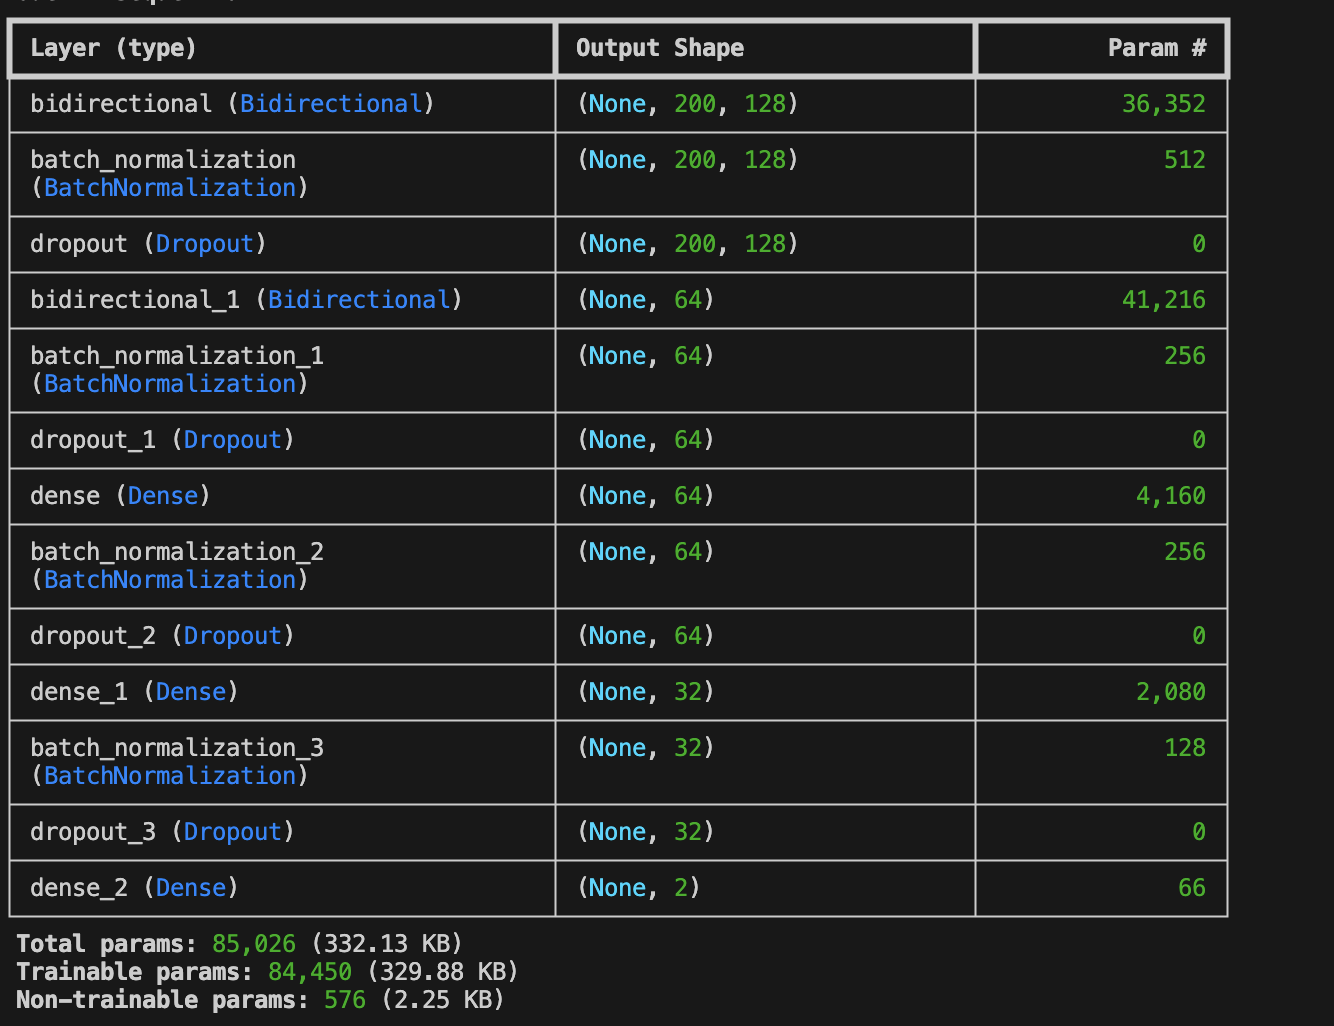 Layer (type) Output Shape Param #
bidirectional (Bidirectional) (None, 200, 128) 36,352
batch_normalization (None, 200, 128) 512
(BatchNormalization)
dropout (Dropout) (None, 200, 128) 0
bidirectional_1 (Bidirectional) (None, 64) 41,216
batch_normalization_1 (None, 64) 256
(BatchNormalization)
dropout_1 (Dropout) (None, 64) 0
dense (Dense) (None, 64) 4,160
batch_normalization_2 (None, 64) 256
(BatchNormalization)
dropout_2 (Dropout) (None, 64) 0
dense_1 (Dense) (None, 32) 2,080
batch_normalization_3 (None, 32) 128
(BatchNormalization)
dropout_3 (Dropout) (None, 32) 0
dense_2 (Dense) (None, 2) 66
Total params: 85,026 (332.13 KB)
Trainable params: 84,450 (329.88 KB)
Non-trainable params: 576 (2.25 KB)